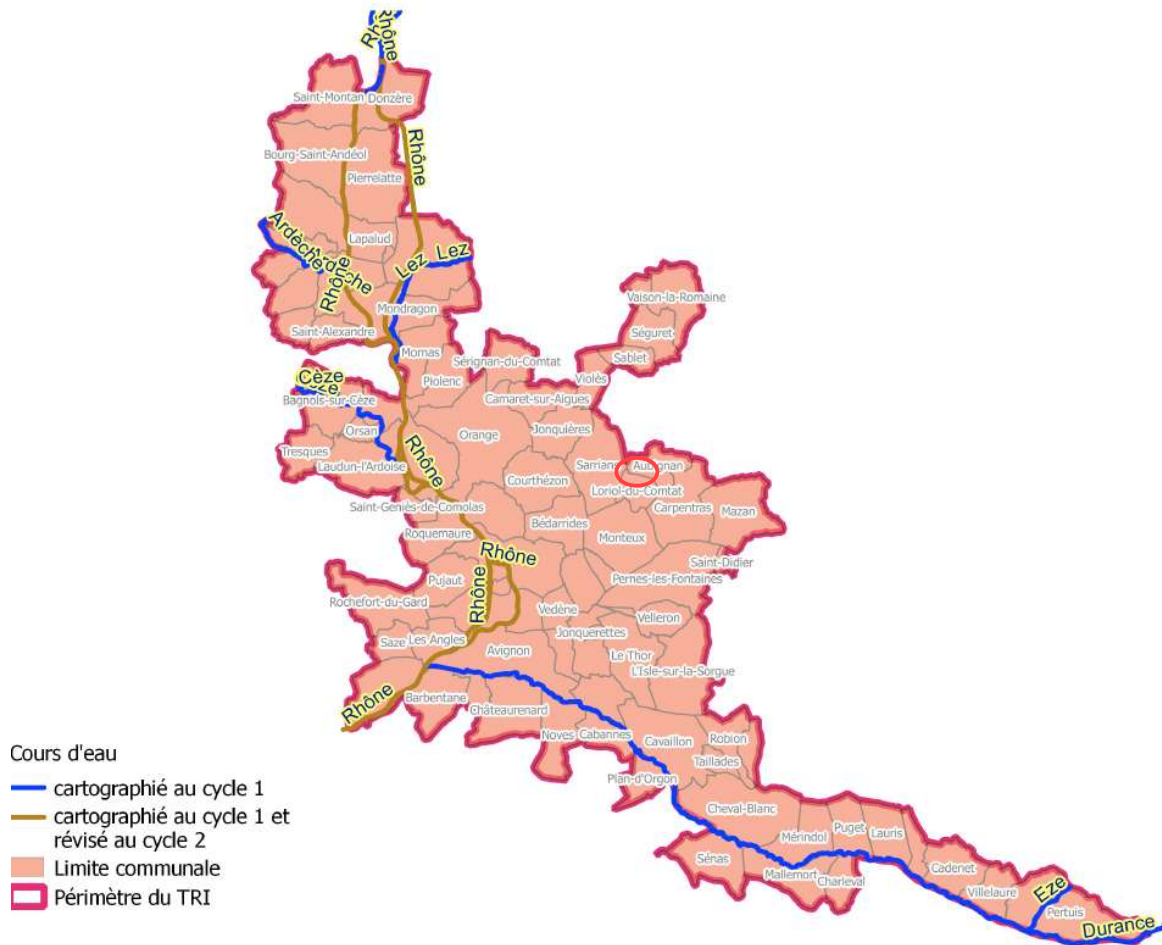 Rhône
Rhône
Saint-Montan
Donzère
Rhône
Bourg-Saint-Andéol
Pierrelatte
Ardèche
Ardèche
Lapalud
Rhône
Lez
Lez
Mondragon
Vaison-la-Romaine
Saint-Alexandre
Séguret
Mornas
Sérignan-du-Comtat
Sablet
Violès
Piolenc
Cèze
Cèze
Bagnols-sur-Cèze
Camaret-sur-Aigues
Orsan
Orange
Jonquières
Tresques
Laudun-l'Ardoise
Rhône
Sarrians
Aubignan
Courthézon
Loriol-du-Comtat
Saint-Geniès-de-Comolas
Carpentras
Mazan
Bédarrides
Roquemaure
Monteux
Rhône
Saint-Didier
Pujaut
Pernes-les-Fontaines
Rochefort-du-Gard
Rhône
Vedène
Velleron
Saze
Les Angles
Jonquerettes
Avignon
Le Thor
L'Isle-sur-la-Sorgue
Rhône
Barbentane
Châteaurenard
Noves
Cabannes
Cavaillon
Robion
Taillades
Plan-d'Orgon
Cheval-Blanc
Mérindol
Puget
Lauris
Sénas
Mallemort
Charleval
Cadenet
Villelaure
Eze
Pertuis
Durance
Cours d'eau
cartographié au cycle 1
cartographié au cycle 1 et
révisé au cycle 2
Limite communale
Périmètre du TRI